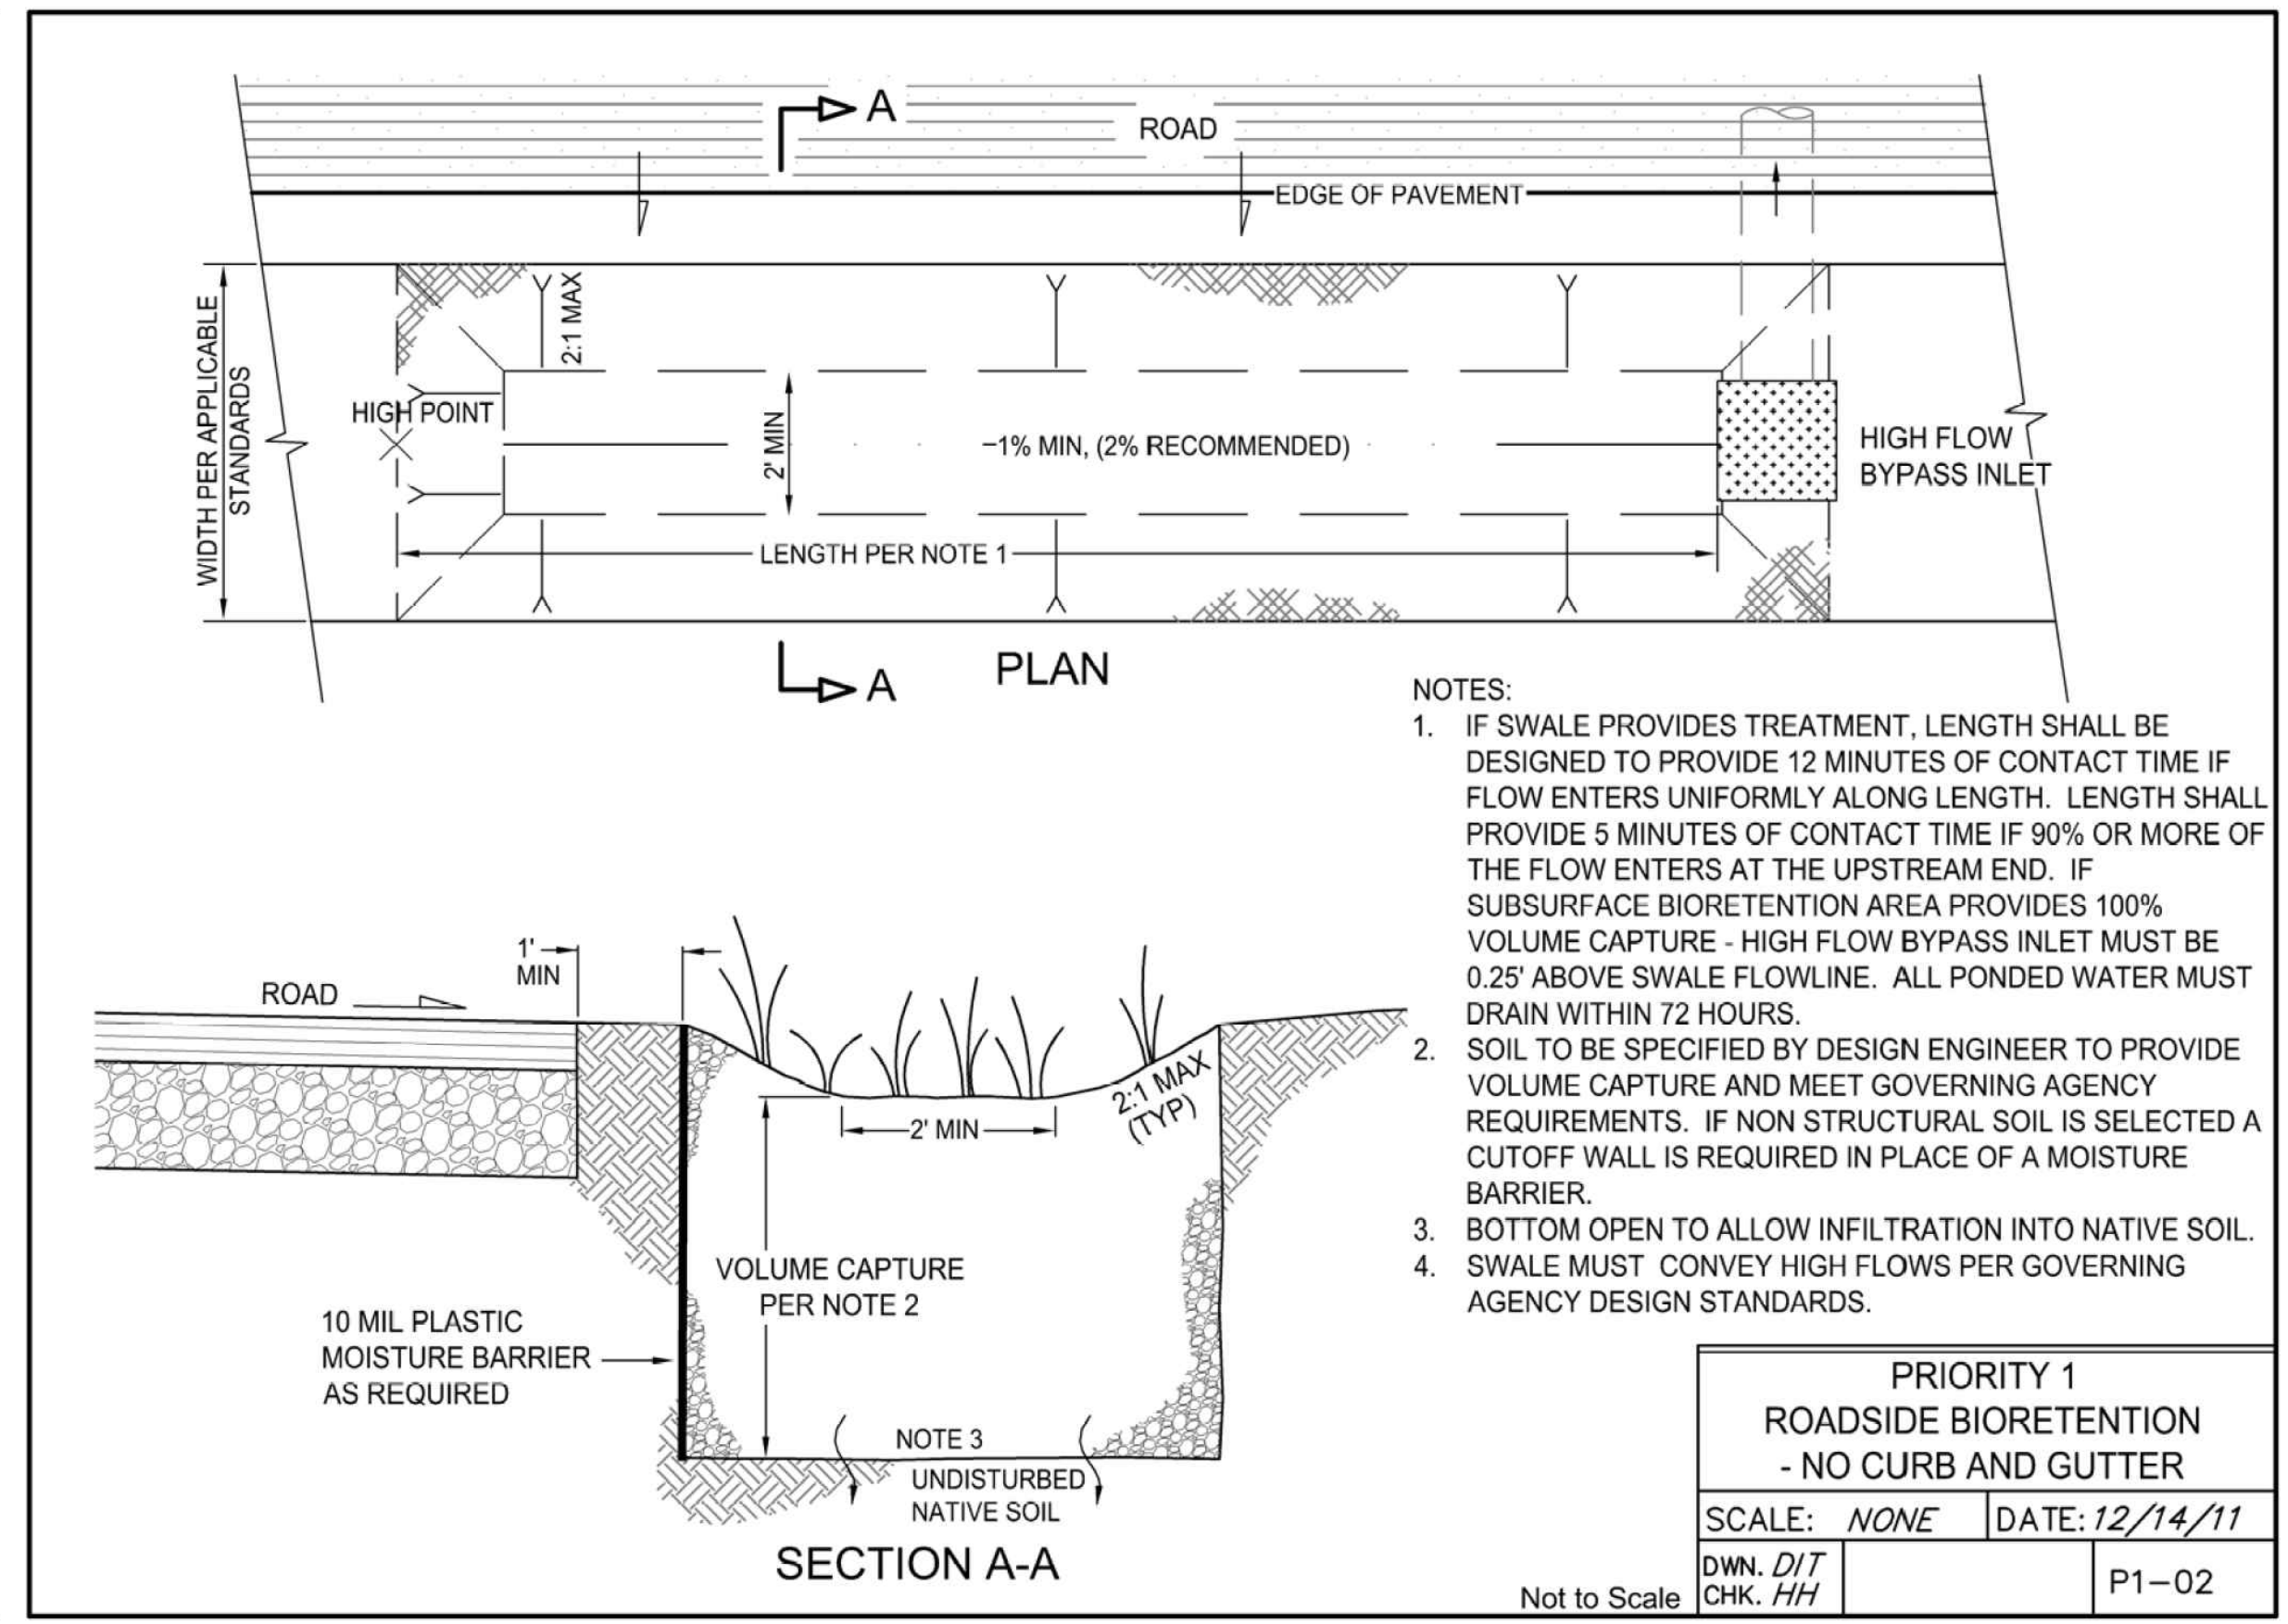 A
ROAD
EDGE OF PAVEMENT
WIDTH PER APPLICABLE
STANDARDS
2:1 MAX
HIGH POINT
2' MIN
1% MIN, (2% RECOMMENDED)
HIGH FLOW
BYPASS INLET
LENGTH PER NOTE 1
A
PLAN
NOTES:
1. IF SWALE PROVIDES TREATMENT, LENGTH SHALL BE
DESIGNED TO PROVIDE 12 MINUTES OF CONTACT TIME IF
FLOW ENTERS UNIFORMLY ALONG LENGTH. LENGTH SHALL
PROVIDE 5 MINUTES OF CONTACT TIME IF 90% OR MORE OF
THE FLOW ENTERS AT THE UPSTREAM END. IF
SUBSURFACE BIORETENTION AREA PROVIDES 100%
VOLUME CAPTURE - HIGH FLOW BYPASS INLET MUST BE
0.25' ABOVE SWALE FLOWLINE. ALL PONDED WATER MUST
DRAIN WITHIN 72 HOURS.
2. SOIL TO BE SPECIFIED BY DESIGN ENGINEER TO PROVIDE
VOLUME CAPTURE AND MEET GOVERNING AGENCY
REQUIREMENTS. IF NON STRUCTURAL SOIL IS SELECTED A
CUTOFF WALL IS REQUIRED IN PLACE OF A MOISTURE
BARRIER.
3. BOTTOM OPEN TO ALLOW INFILTRATION INTO NATIVE SOIL.
4. SWALE MUST CONVEY HIGH FLOWS PER GOVERNING
AGENCY DESIGN STANDARDS.
1'
MIN
ROAD
2:1 MAX
(TYP)
2' MIN
VOLUME CAPTURE
PER NOTE 2
10 MIL PLASTIC
MOISTURE BARRIER
AS REQUIRED
NOTE 3
UNDISTURBED
NATIVE SOIL
SECTION A-A
Not to Scale
PRIORITY 1
ROADSIDE BIORETENTION
- NO CURB AND GUTTER
SCALE: NONE
DATE: 12/14/11
DWN. DIT
CHK. HH
P1-02